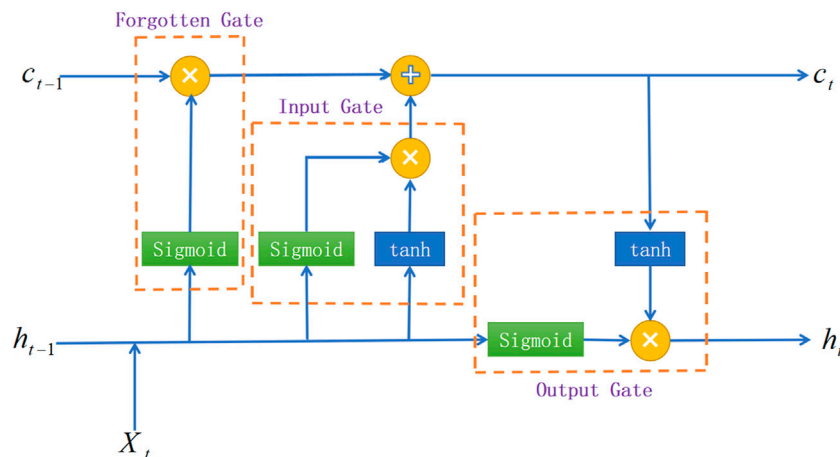 Forgotten Gate
c_{t-1}
×
+
c_t
Input Gate
×
Sigmoid
Sigmoid
tanh
tanh
h_{t-1}
Sigmoid
×
h_t
Output Gate
X_t